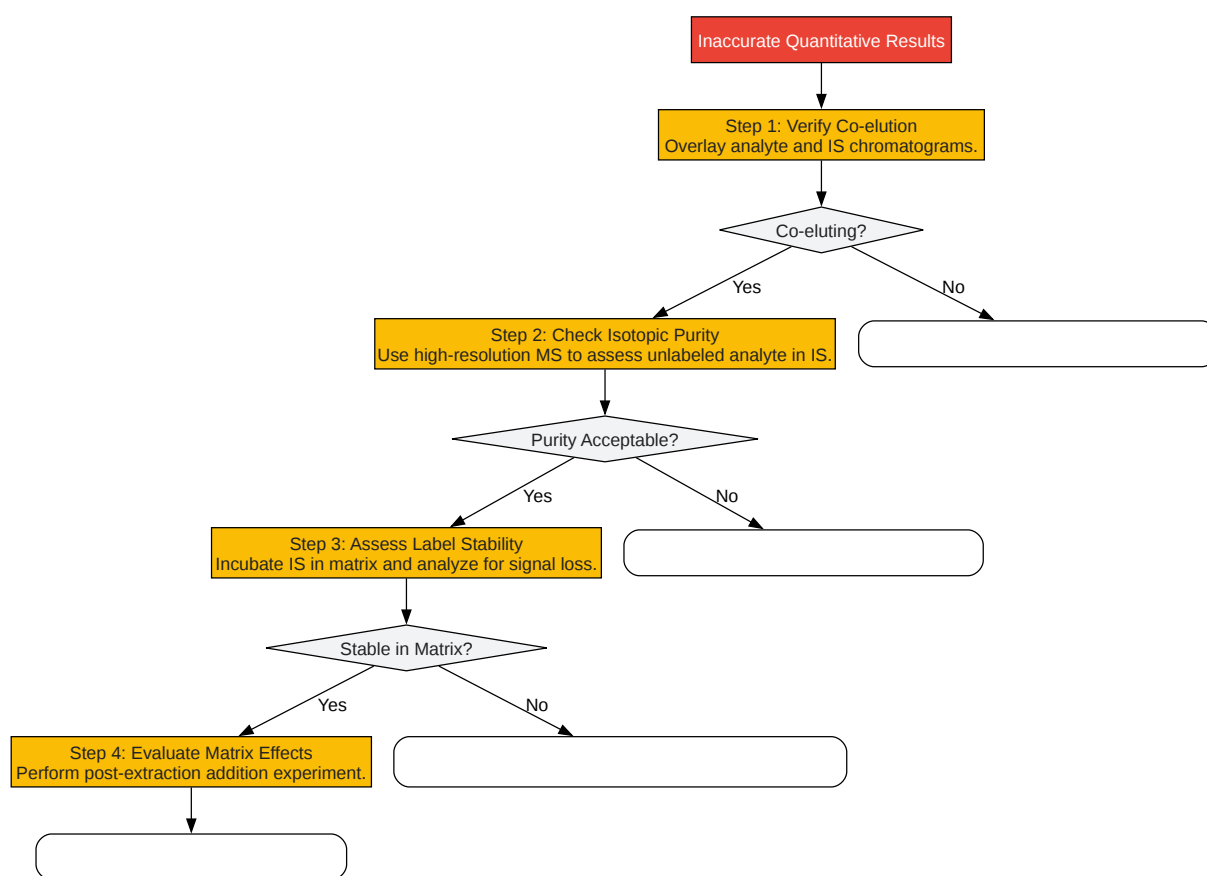 Inaccurate Quantitative Results
Step 1: Verify Co-elution
Overlay analyte and IS chromatograms.
Co-eluting?
Yes
No
Step 2: Check Isotopic Purity
Use high-resolution MS to assess unlabeled analyte in IS.
Purity Acceptable?
Yes
No
Step 3: Assess Label Stability
Incubate IS in matrix and analyze for signal loss.
Stable in Matrix?
Yes
No
Step 4: Evaluate Matrix Effects
Perform post-extraction addition experiment.